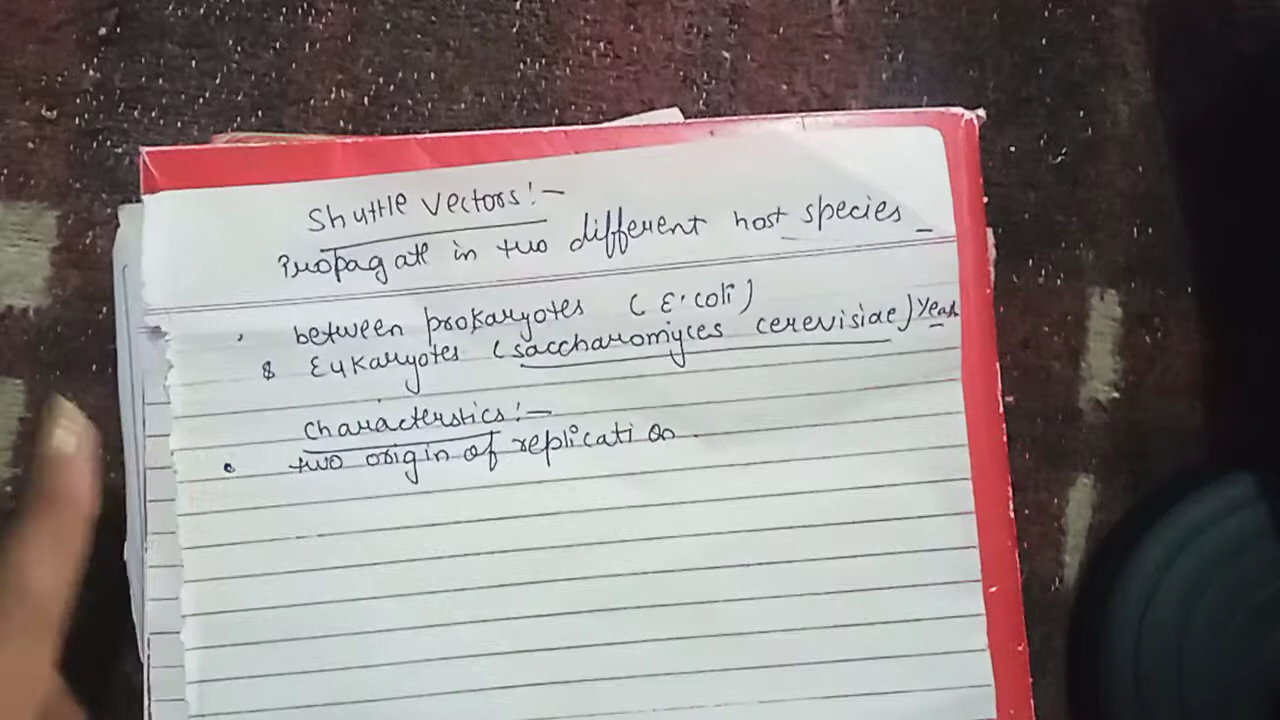 Shuttle Vectors:-
Propagate in two different host species
• between prokaryotes (E.coli)
& Eukaryotes (saccharomyces cerevisiae) Yeast
characterstics:-
• two origin of replication.